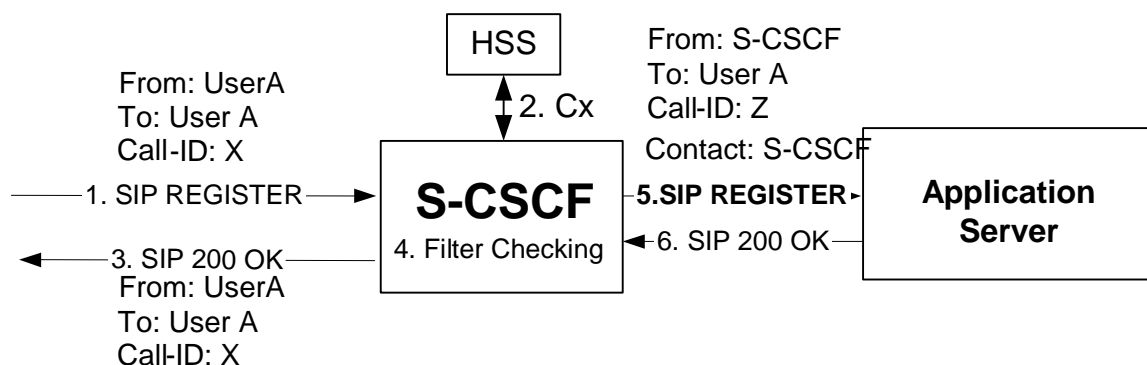 HSS
From: S-CSCF
To: User A
Call-ID: Z
Contact: S-CSCF
From: UserA
To: User A
Call-ID: X
2. Cx
1. SIP REGISTER
S-CSCF
4. Filter Checking
5.SIP REGISTER
Application
Server
6. SIP 200 OK
3. SIP 200 OK
From: UserA
To: User A
Call-ID: X